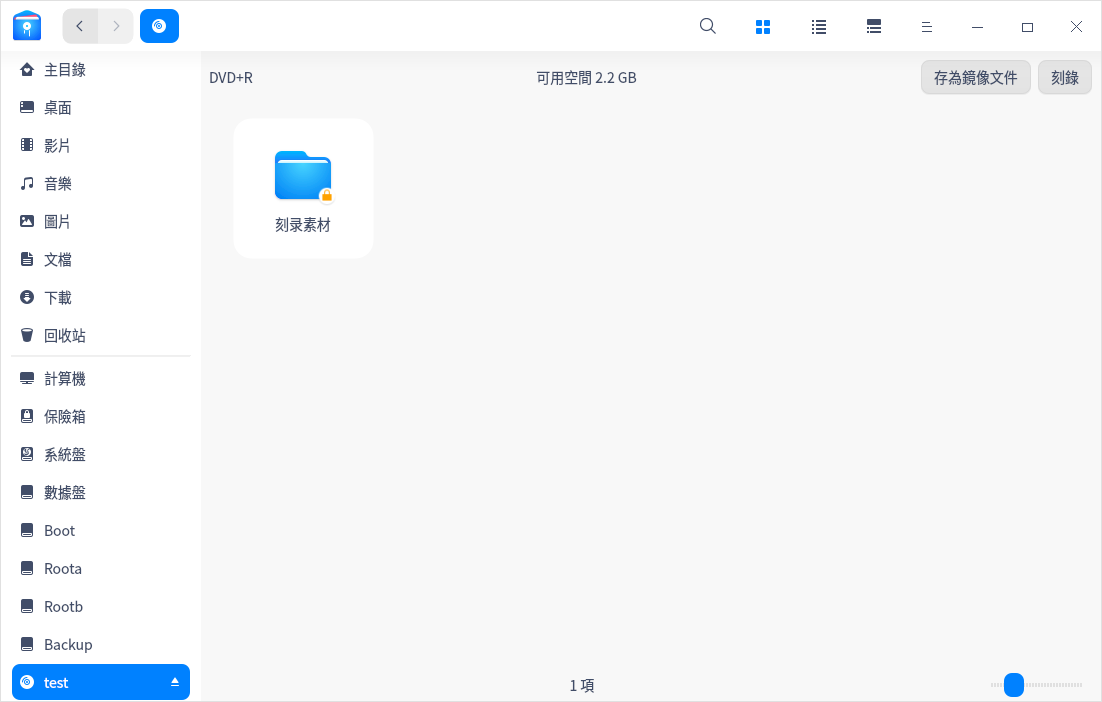 主目錄
桌面
影片
音樂
圖片
文檔
下載
回收站
計算機
保險箱
系統盤
數據盤
Boot
Roota
Rootb
Backup
test
DVD+R 可用空間 2.2 GB 存為鏡像文件 刻錄
刻录素材
1 項